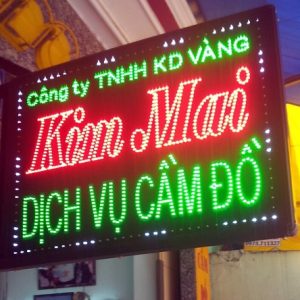 Công ty TNHH KD VÀNG
Kim Mai
DỊCH VỤ CẦM ĐỒ